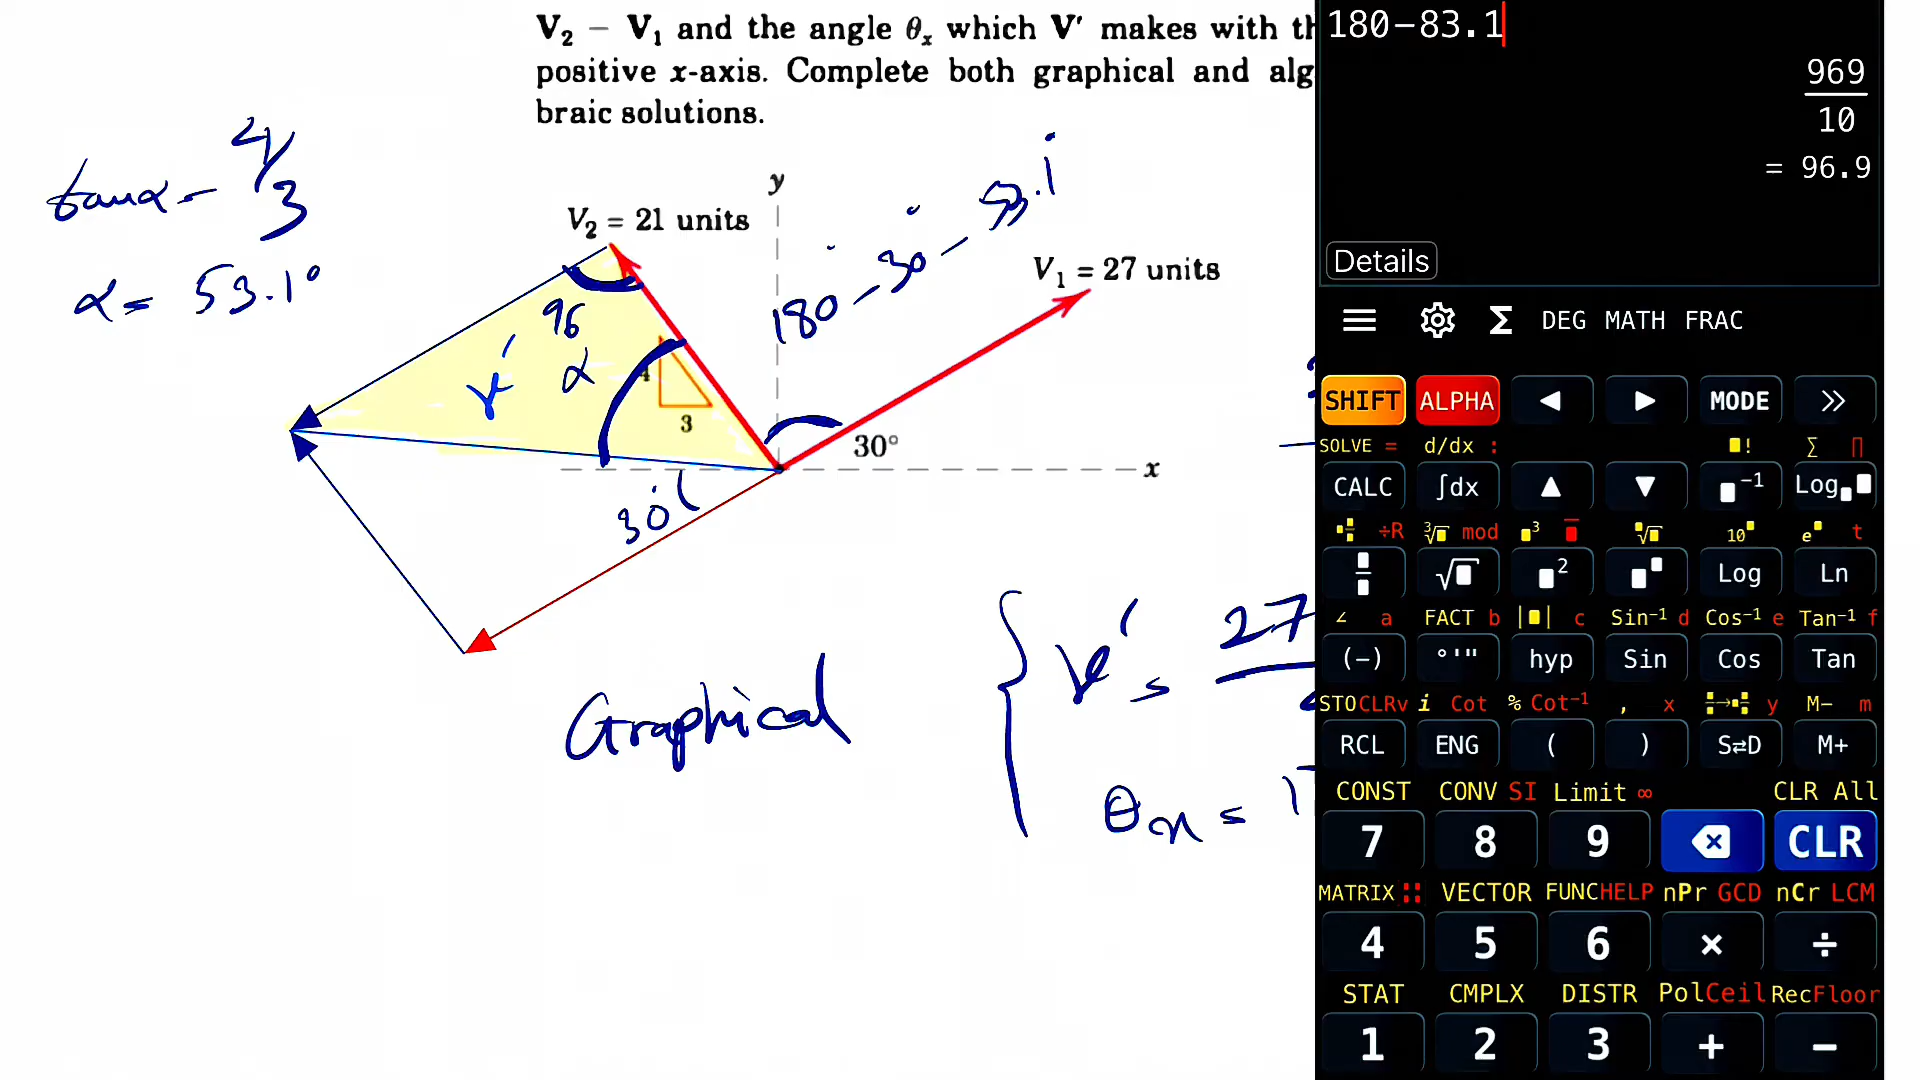 V₂ − V₁ and the angle θₓ which V′ makes with th
positive x-axis. Complete both graphical and alg
braic solutions.
tanα = 4/3
α = 53.1°
y
V₂ = 21 units
180° − 30° − 53.1
V₁ = 27 units
96
α
V′
4
3
30°
x
30°
Graphical
V′ = 27
θx = 1
180−83.1
969
10
= 96.9
Details
DEG MATH FRAC
SHIFT ALPHA ◀ ▶ MODE >>
SOLVE = d/dx : ! ∑ ∏
CALC ∫dx ▲ ▼ ■⁻¹ Log■■
÷R ∛■ mod ■³ ■√■ 10■ e■ t
■/■ √■ ■² ■■ Log Ln
∠ a FACT b |■| c Sin⁻¹ d Cos⁻¹ e Tan⁻¹ f
(−) °'" hyp Sin Cos Tan
STO CLRv i Cot % Cot⁻¹ , x y M− m
RCL ENG ( ) S⇄D M+
CONST CONV SI Limit ∞ CLR All
7 8 9 CLR
MATRIX VECTOR FUNC HELP nPr GCD nCr LCM
4 5 6 × ÷
STAT CMPLX DISTR Pol Ceil Rec Floor
1 2 3 + −